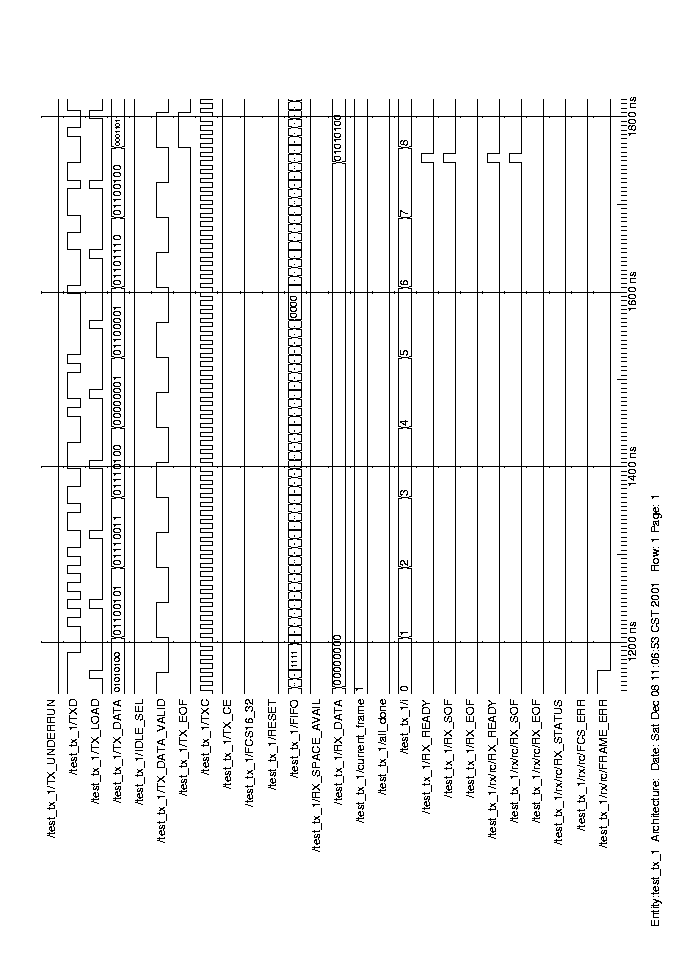 /test_tx_1/TX_UNDERRUN
/test_tx_1/TXD
/test_tx_1/TX_LOAD
/test_tx_1/TX_DATA 01010100 01100101 01110011 01110100 00000001 01100001 01101110 01100100 0001101
/test_tx_1/IDLE_SEL
/test_tx_1/TX_DATA_VALID
/test_tx_1/TX_EOF
/test_tx_1/TXC
/test_tx_1/TX_CE
/test_tx_1/FCS16_32
/test_tx_1/RESET
/test_tx_1/FIFO 1111 0000
/test_tx_1/RX_SPACE_AVAIL
/test_tx_1/RX_DATA 00000000 01010100
/test_tx_1/current_frame 1
/test_tx_1/all_done
/test_tx_1/i 0 1 2 3 4 5 6 7 8
/test_tx_1/RX_READY
/test_tx_1/RX_SOF
/test_tx_1/RX_EOF
/test_tx_1/rx/rc/RX_READY
/test_tx_1/rx/rc/RX_SOF
/test_tx_1/rx/rc/RX_EOF
/test_tx_1/rx/rc/RX_STATUS
/test_tx_1/rx/rc/FCS_ERR
/test_tx_1/rx/rc/FRAME_ERR
1200 ns 1400 ns 1600 ns 1800 ns
Entity:test_tx_1 Architecture: Date: Sat Dec 08 11:06:53 CST 2001 Row: 1 Page: 1